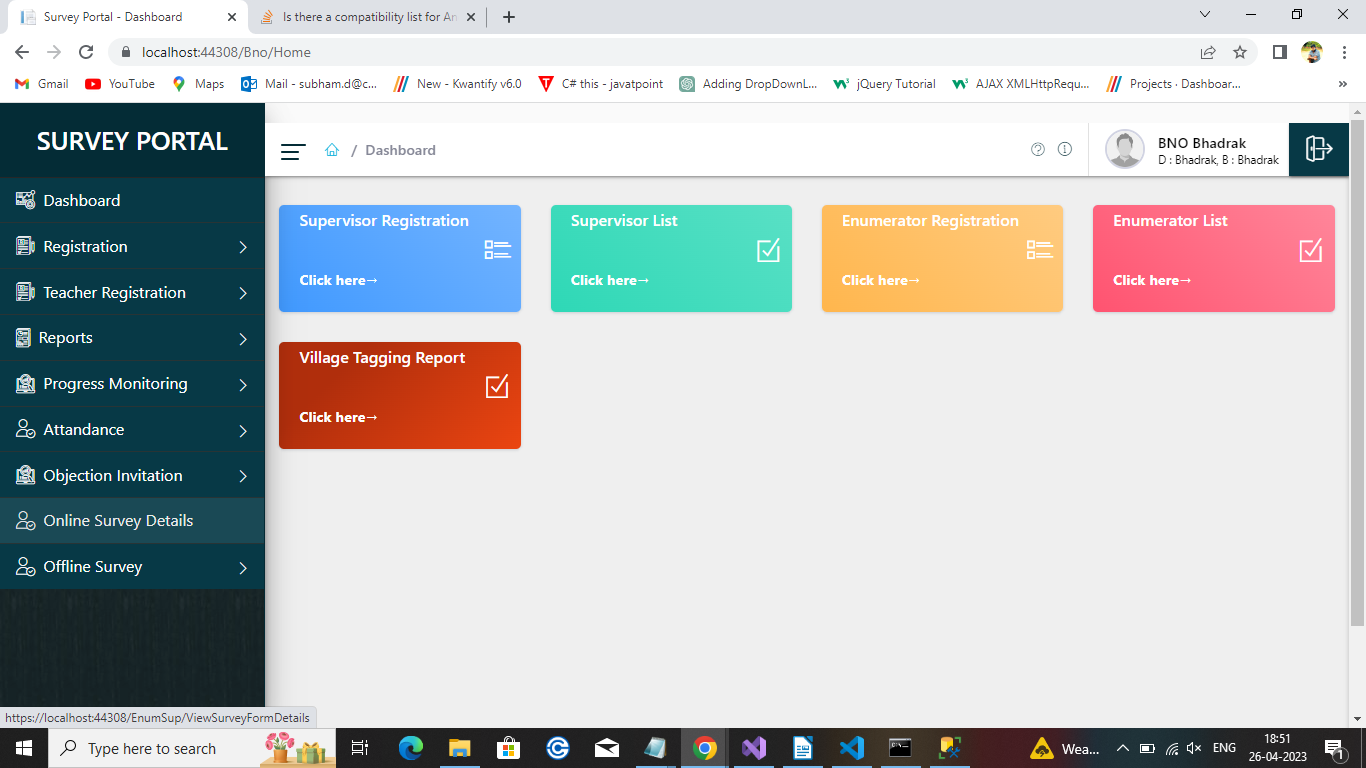 Survey Portal - Dashboard
Is there a compatibility list for An
localhost:44308/Bno/Home
Gmail
YouTube
Maps
Mail - subham.d@c...
New - Kwantify v6.0
C# this - javatpoint
Adding DropDownL...
jQuery Tutorial
AJAX XMLHttpRequ...
Projects · Dashboar...
SURVEY PORTAL
/ Dashboard
BNO Bhadrak
D : Bhadrak, B : Bhadrak
Dashboard
Registration
Teacher Registration
Reports
Progress Monitoring
Attandance
Objection Invitation
Online Survey Details
Offline Survey
Supervisor Registration
Click here→
Supervisor List
Click here→
Enumerator Registration
Click here→
Enumerator List
Click here→
Village Tagging Report
Click here→
https://localhost:44308/EnumSup/ViewSurveyFormDetails
Type here to search
Wea...
ENG
18:51
26-04-2023
1